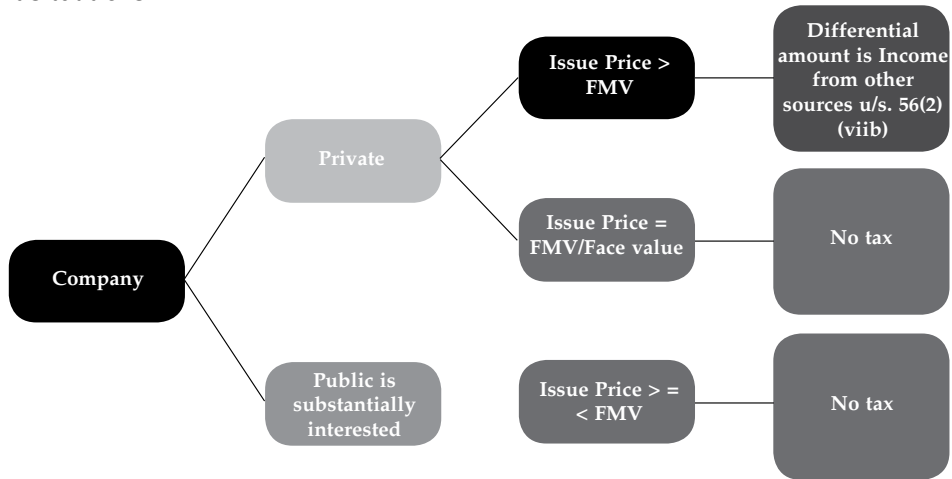 Company
Private
Public is
substantially
interested
Issue Price >
FMV
Issue Price =
FMV/Face value
Issue Price > =
< FMV
Differential
amount is Income
from other
sources u/s. 56(2)
(viib)
No tax
No tax